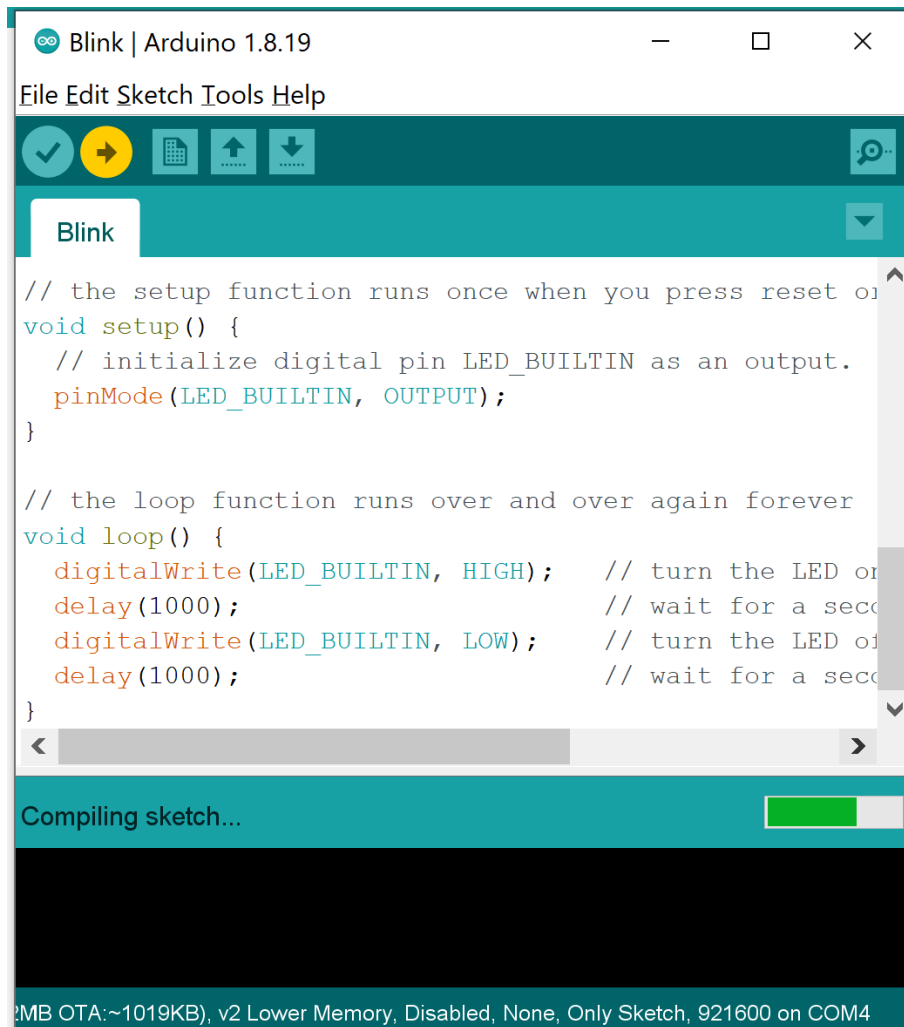 Blink | Arduino 1.8.19
File Edit Sketch Tools Help
Blink
// the setup function runs once when you press reset
void setup() {
  // initialize digital pin LED_BUILTIN as an output.
  pinMode(LED_BUILTIN, OUTPUT);
}
// the loop function runs over and over again forever
void loop() {
  digitalWrite(LED_BUILTIN, HIGH);   // turn the LED
  delay(1000);                       // wait for a
  digitalWrite(LED_BUILTIN, LOW);    // turn the LED
  delay(1000);                       // wait for a
}
Compiling sketch...
MB OTA:~1019KB), v2 Lower Memory, Disabled, None, Only Sketch, 921600 on COM4